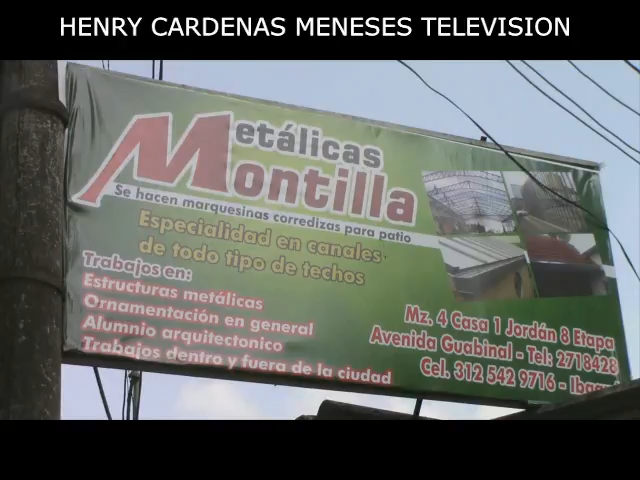 HENRY CARDENAS MENESES TELEVISION
Metálicas
Montilla
Se hacen marquesinas corredizas para patio
Especialidad en canales
de todo tipo de techos
Trabajos en:
Estructuras metálicas
Ornamentación en general
Alumnio arquitectonico
Trabajos dentro y fuera de la ciudad
Mz. 4 Casa 1 Jordán 8 Etapa
Avenida Guabinal - Tel: 2718428
Cel. 312 542 9716 - Ibagué